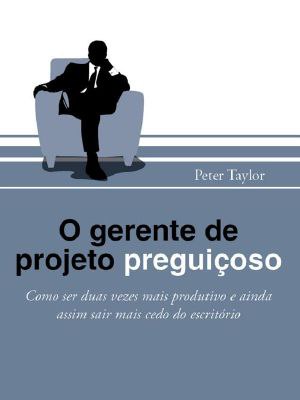 Peter Taylor
O gerente de
projeto preguiçoso
Como ser duas vezes mais produtivo e ainda
assim sair mais cedo do escritório